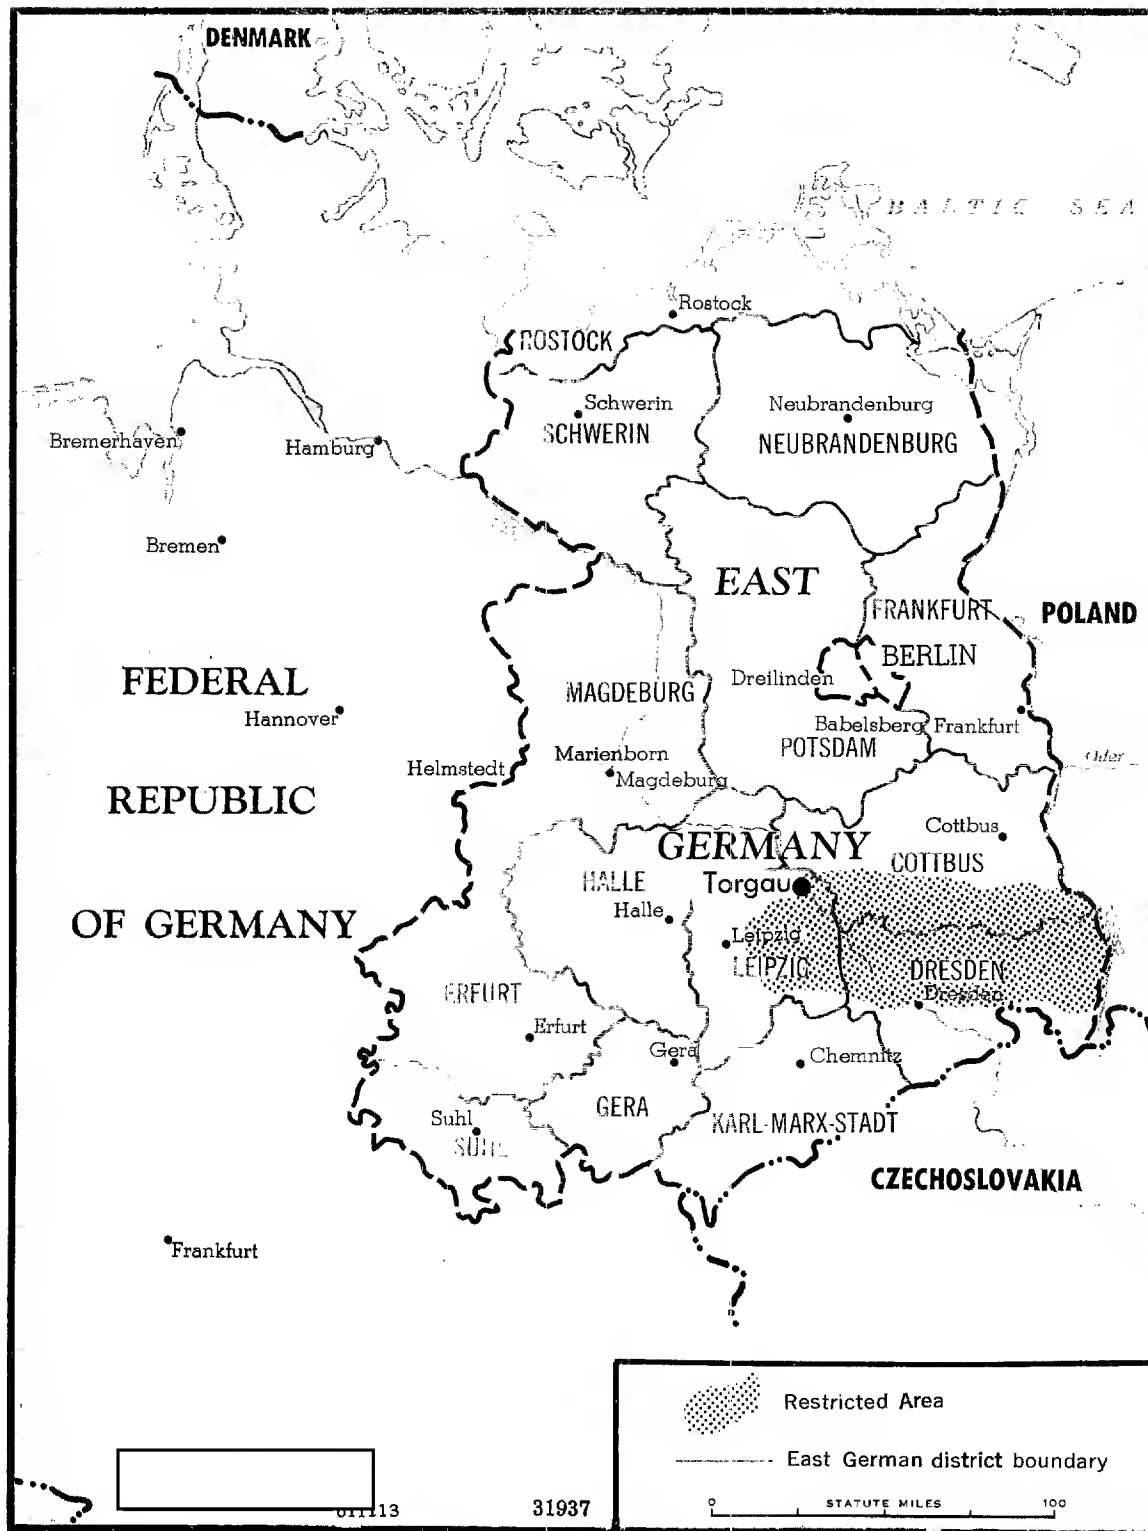 DENMARK
BALTIC SEA
Rostock
ROSTOCK
Schwerin
SCHWERIN
Neubrandenburg
NEUBRANDENBURG
Bremerhaven
Hamburg
Bremen
EAST
FRANKFURT
POLAND
BERLIN
FEDERAL
Dreilinden
MAGDEBURG
Hannover
Babelsberg
Frankfurt
POTSDAM
Marienborn
Helmstedt
Magdeburg
Oder
REPUBLIC
Cottbus
GERMANY
COTTBUS
HALLE
Torgau
Halle
OF GERMANY
Leipzig
LEIPZIG
DRESDEN
ERFURT
Dresden
Erfurt
Gera
Chemnitz
GERA
Suhl
KARL-MARX-STADT
SUHL
CZECHOSLOVAKIA
Frankfurt
Restricted Area
East German district boundary
31937
0 STATUTE MILES 100